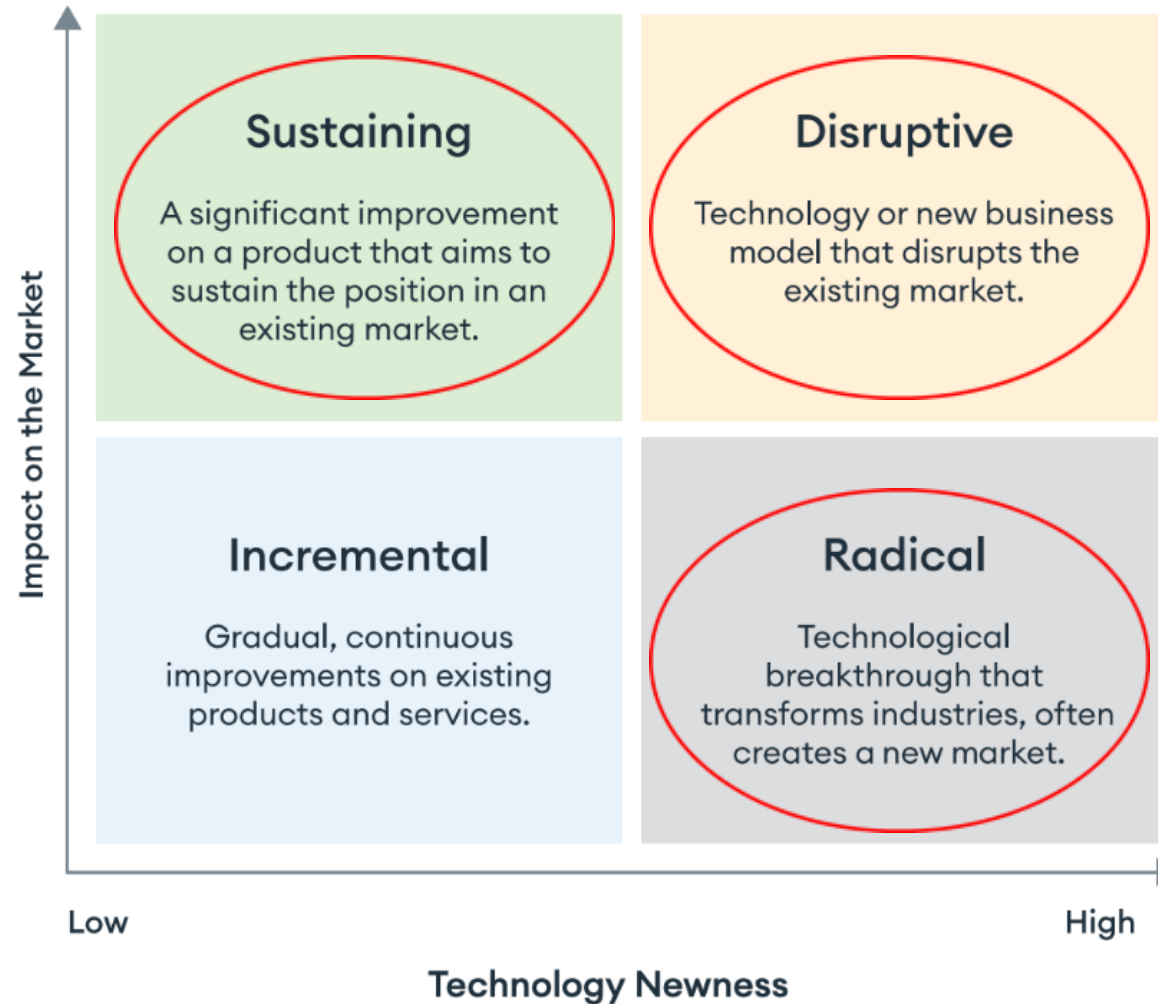 Impact on the Market
Sustaining
A significant improvement
on a product that aims to
sustain the position in an
existing market.
Disruptive
Technology or new business
model that disrupts the
existing market.
Incremental
Gradual, continuous
improvements on existing
products and services.
Radical
Technological
breakthrough that
transforms industries, often
creates a new market.
Low
High
Technology Newness